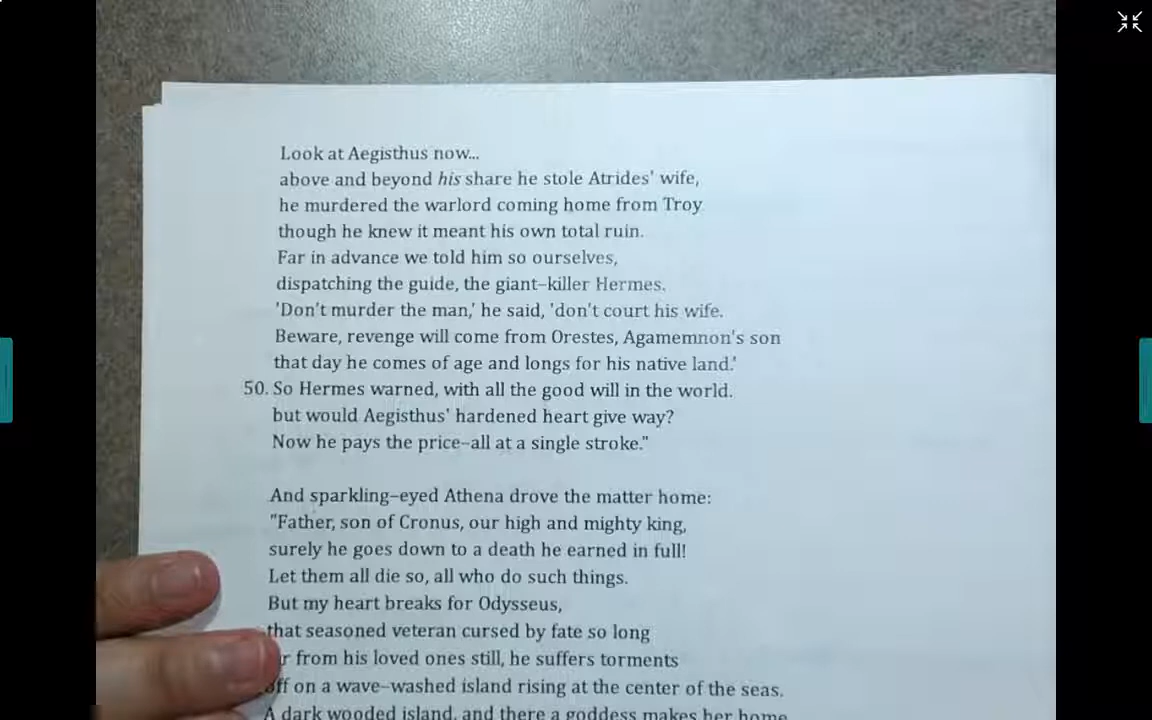 Look at Aegisthus now...
above and beyond his share he stole Atrides' wife,
he murdered the warlord coming home from Troy
though he knew it meant his own total ruin.
Far in advance we told him so ourselves,
dispatching the guide, the giant-killer Hermes.
'Don't murder the man,' he said, 'don't court his wife.
Beware, revenge will come from Orestes, Agamemnon's son
that day he comes of age and longs for his native land.'
50. So Hermes warned, with all the good will in the world.
but would Aegisthus' hardened heart give way?
Now he pays the price-all at a single stroke."
And sparkling-eyed Athena drove the matter home:
"Father, son of Cronus, our high and mighty king,
surely he goes down to a death he earned in full!
Let them all die so, all who do such things.
But my heart breaks for Odysseus,
that seasoned veteran cursed by fate so long
from his loved ones still, he suffers torments
off on a wave-washed island rising at the center of the seas.
A dark wooded island, and there a goddess makes her home